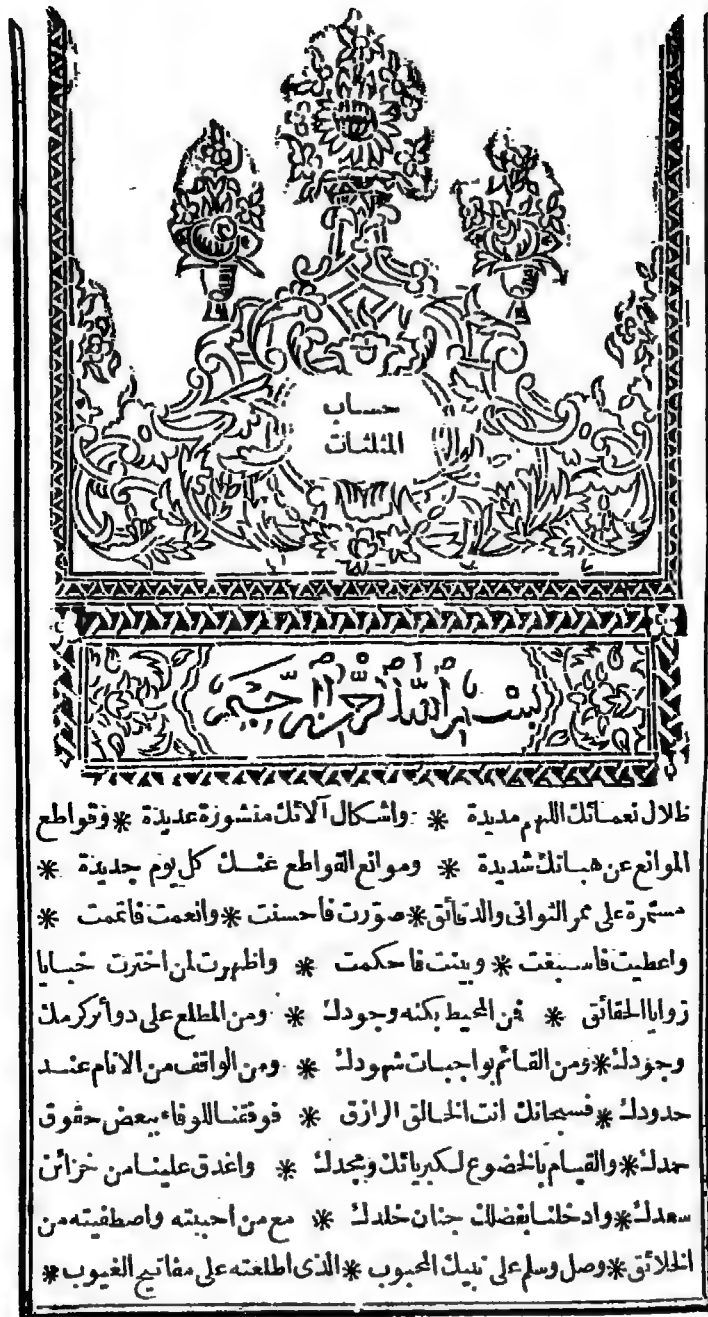 حساب
المثلثات
بسم الله الرحمن الرحيم
ظلال نعمائك اللهم مديدة * واشكال آلائك منشورة عديدة * وقواطع
الموانع عن هباتك شديدة * وموانع القواطع عنك كل يوم جديدة *
مستمرة على ممر الثوانى والدقائق * صورت فاحسنت * وانعمت فاتممت *
واعطيت فاسبغت * وبينت فاحكمت * واظهرت لمن اخترت خبايا
زوايا الحقائق * فمن المحيط بكنه وجودك * ومن المطلع على دوائر كرمك
وجودك * ومن القائم بواجبات شهودك * ومن الواقف من الانام عند
حدودك * فسبحانك انت الخالق الرازق * فوفقنا للوفاء ببعض حقوق
حمدك * والقيام بالخضوع لكبريائك ومجدك * واغدق علينا من خزائن
سعدك * وادخلنا بفضلك جنان خلدك * مع من احببته واصطفيته من
الخلائق * وصل وسلم على نبيك المحبوب * الذى اطلعته على مفاتيح الغيوب *